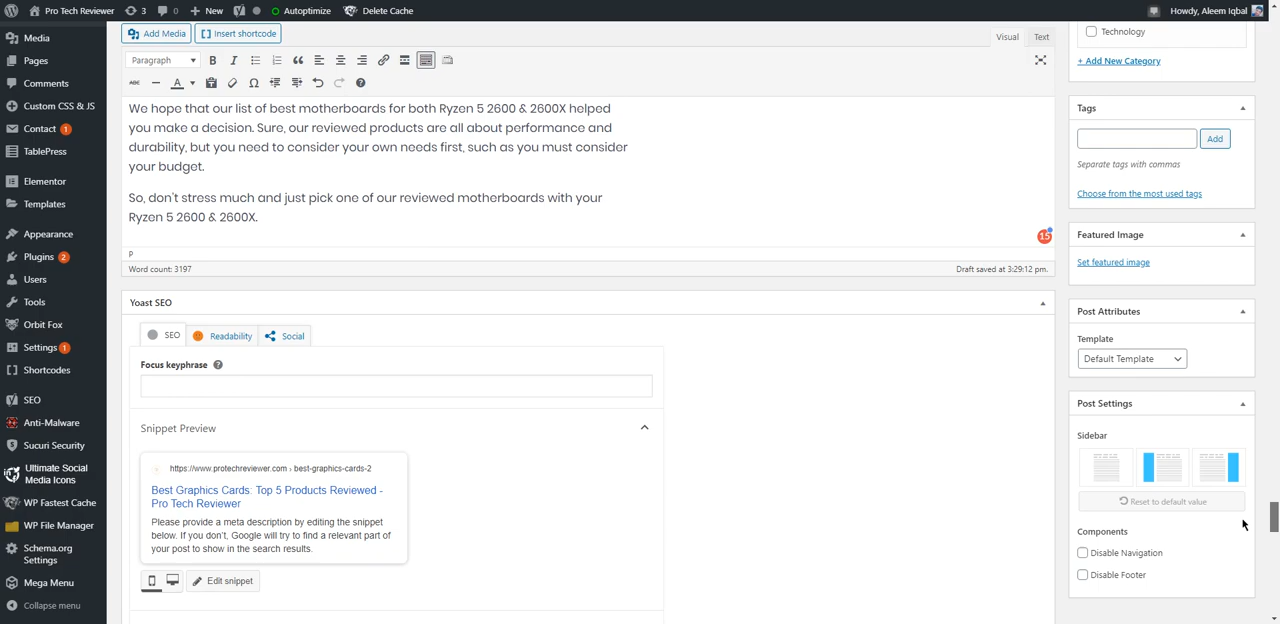 Pro Tech Reviewer 3 0 + New Autoptimize Delete Cache Howdy, Aleem Iqbal
Media
Pages
Comments
Custom CSS & JS
Contact 1
TablePress
Elementor
Templates
Appearance
Plugins 2
Users
Tools
Orbit Fox
Settings 1
Shortcodes
SEO
Anti-Malware
Sucuri Security
Ultimate Social
Media Icons
WP Fastest Cache
WP File Manager
Schema.org
Settings
Mega Menu
Collapse menu
Add Media [] Insert shortcode Visual Text
Paragraph B I
ABC A Ω
We hope that our list of best motherboards for both Ryzen 5 2600 & 2600X helped
you make a decision. Sure, our reviewed products are all about performance and
durability, but you need to consider your own needs first, such as you must consider
your budget.
So, don't stress much and just pick one of our reviewed motherboards with your
Ryzen 5 2600 & 2600X.
15
P
Word count: 3197 Draft saved at 3:29:12 pm.
Yoast SEO
SEO Readability Social
Focus keyphrase ?
Snippet Preview
https://www.protechreviewer.com › best-graphics-cards-2
Best Graphics Cards: Top 5 Products Reviewed -
Pro Tech Reviewer
Please provide a meta description by editing the snippet
below. If you don't, Google will try to find a relevant part of
your post to show in the search results.
Edit snippet
Technology
+ Add New Category
Tags
Add
Separate tags with commas
Choose from the most used tags
Featured Image
Set featured image
Post Attributes
Template
Default Template
Post Settings
Sidebar
Reset to default value
Components
Disable Navigation
Disable Footer